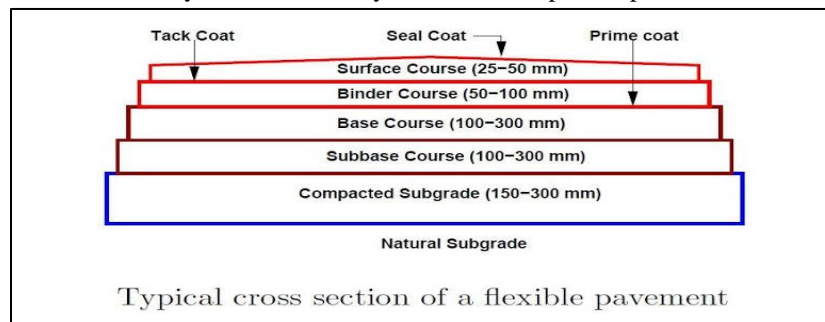 Tack Coat Seal Coat Prime coat
Surface Course (25−50 mm)
Binder Course (50−100 mm)
Base Course (100−300 mm)
Subbase Course (100−300 mm)
Compacted Subgrade (150−300 mm)
Natural Subgrade
Typical cross section of a flexible pavement